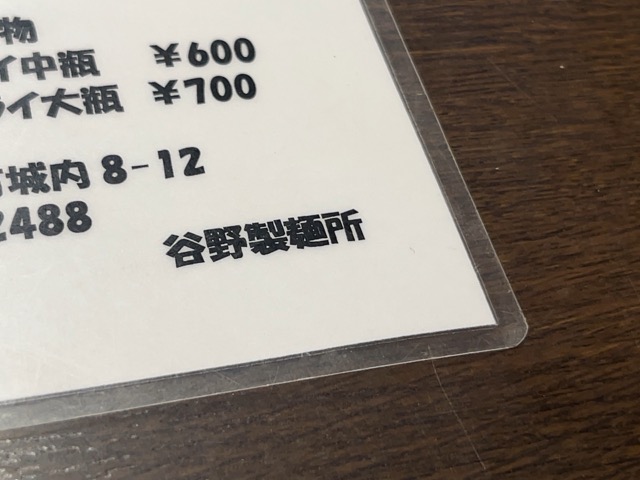 物
イ中瓶 ¥600
ライ大瓶 ¥700
城内8-12
2488
谷野製麺所